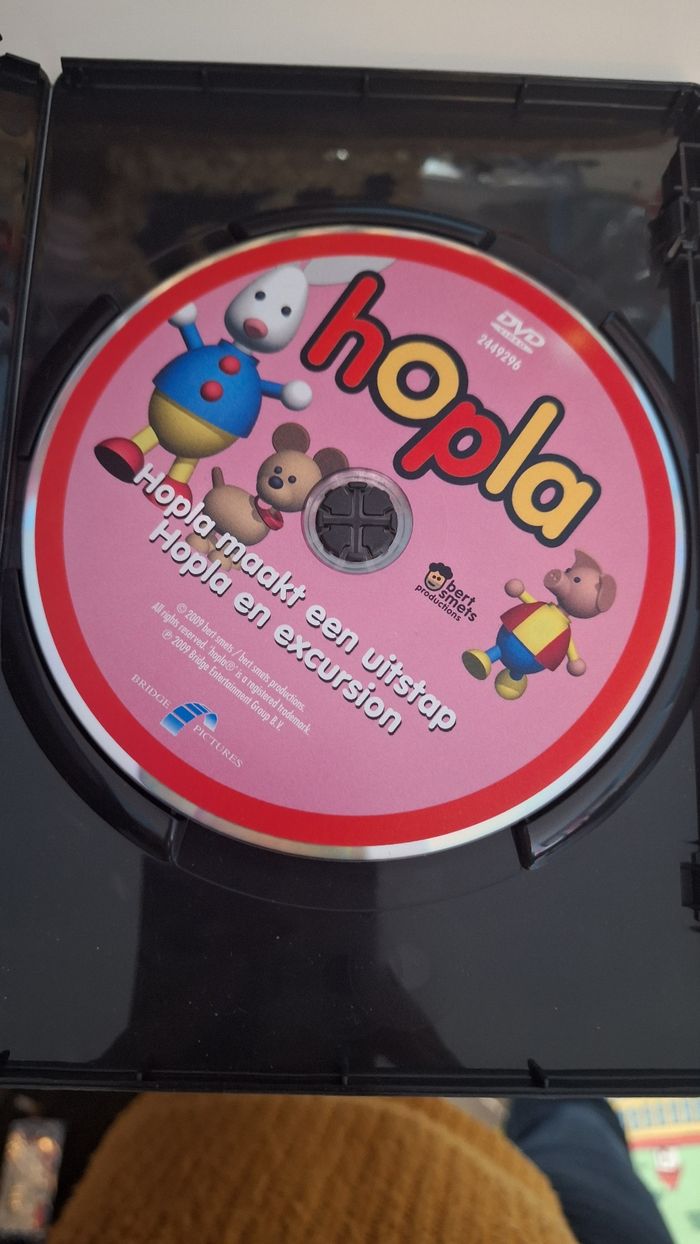 hopla
DVD
VIDEO
2449296
Hopla maakt een uitstap
Hopla en excursion
bert
smets
productions
© 2009 bert smets / bert smets productions.
All rights reserved. 'hopla®' is a registered trademark.
℗ 2009 Bridge Entertainment Group B.V.
BRIDGE
PICTURES